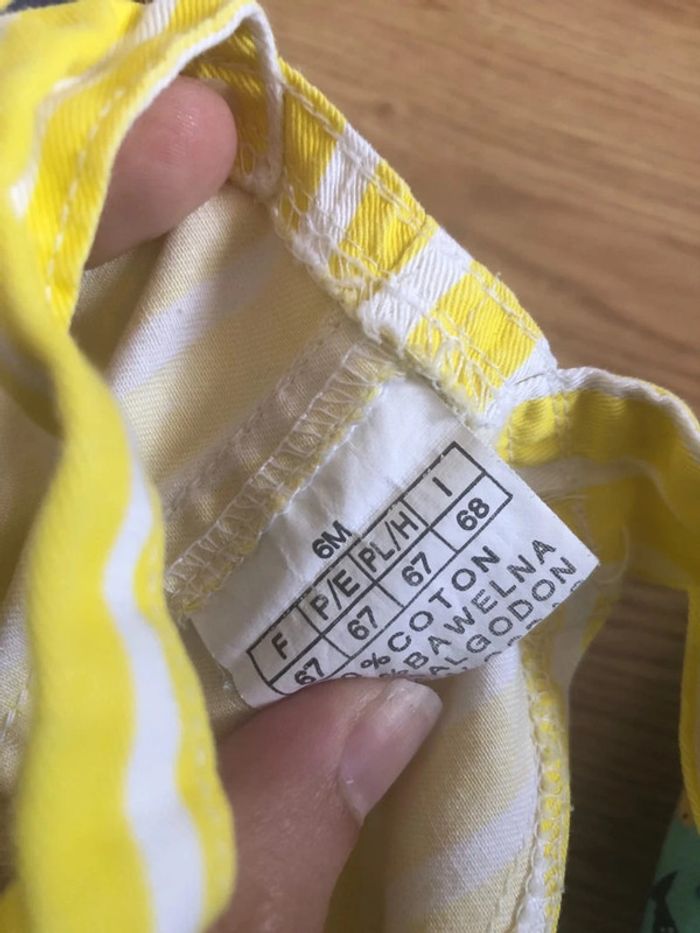 6M
F P/E PL/H I
67 67 67 68
% COTON
% BAWELNA
ALGODON